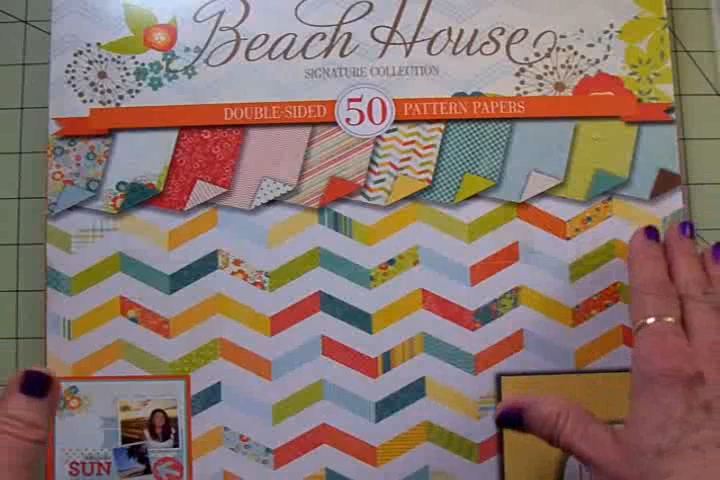 Beach House
SIGNATURE COLLECTION
DOUBLE-SIDED 50 PATTERN PAPERS
SUN